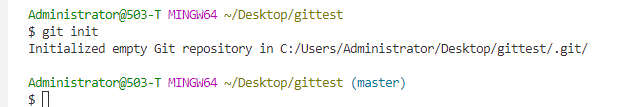 Administrator@503-T MINGW64 ~/Desktop/gittest
$ git init
Initialized empty Git repository in C:/Users/Administrator/Desktop/gittest/.git/
Administrator@503-T MINGW64 ~/Desktop/gittest (master)
$